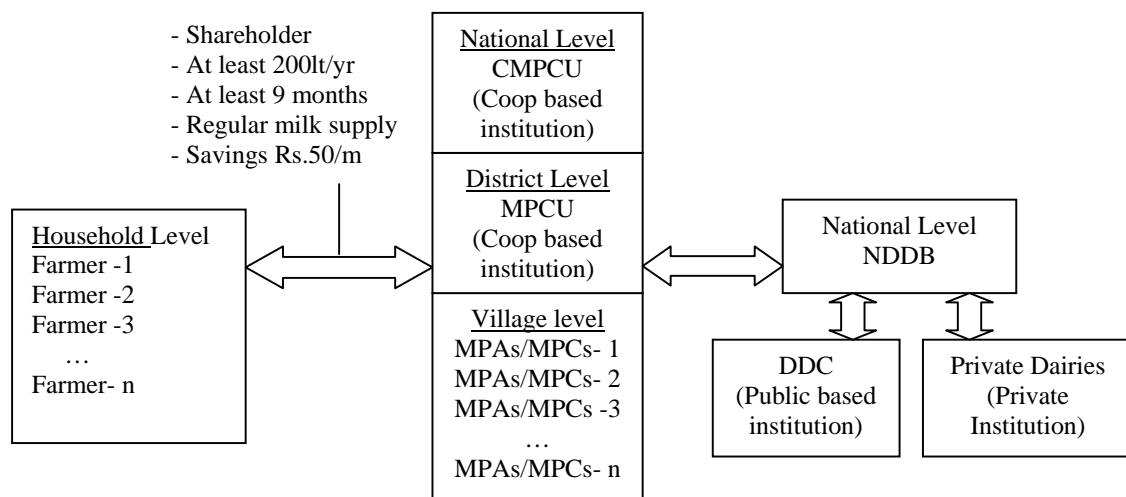 - Shareholder
- At least 200lt/yr
- At least 9 months
- Regular milk supply
- Savings Rs.50/m
National Level
CMPCU
(Coop based
institution)
District Level
MPCU
(Coop based
institution)
Village level
MPAs/MPCs- 1
MPAs/MPCs- 2
MPAs/MPCs -3
…
MPAs/MPCs- n
Household Level
Farmer -1
Farmer -2
Farmer -3
…
Farmer- n
National Level
NDDB
DDC
(Public based
institution)
Private Dairies
(Private
Institution)